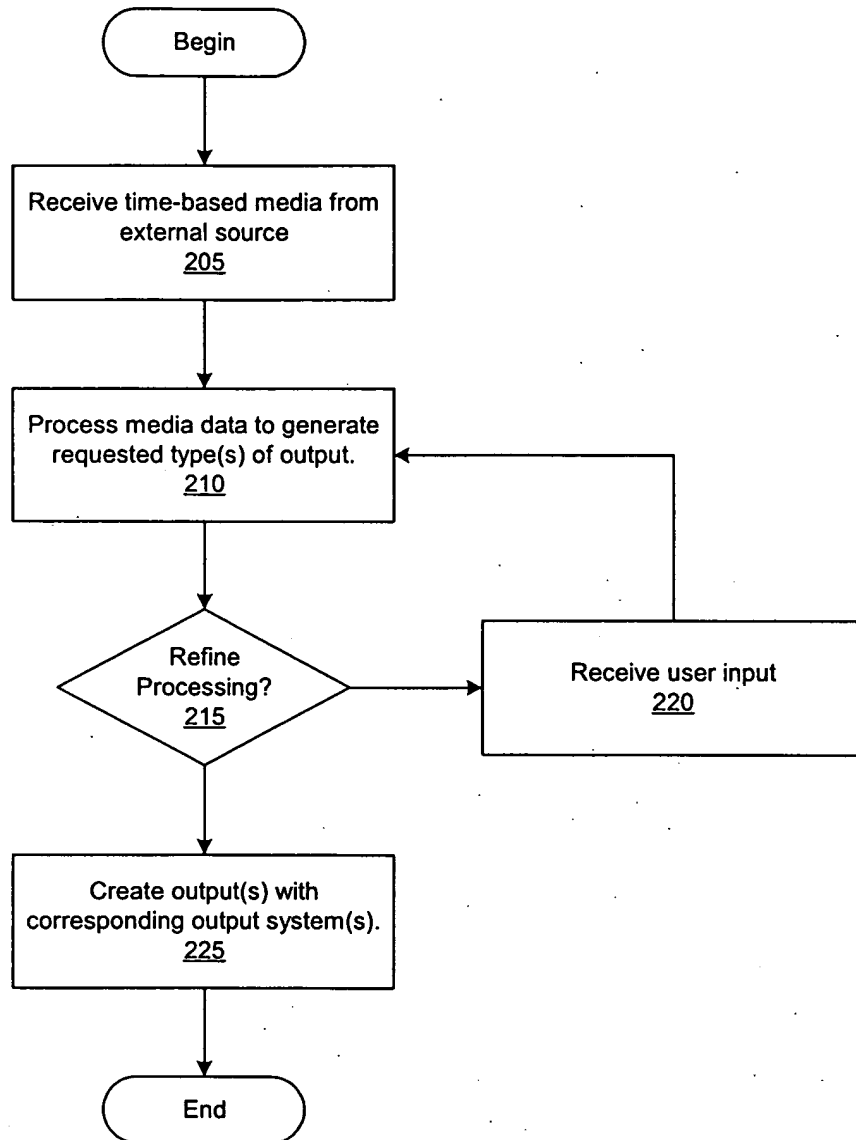 Begin
Receive time-based media from
external source
205
Process media data to generate
requested type(s) of output.
210
Refine
Processing?
215
Receive user input
220
Create output(s) with
corresponding output system(s).
225
End